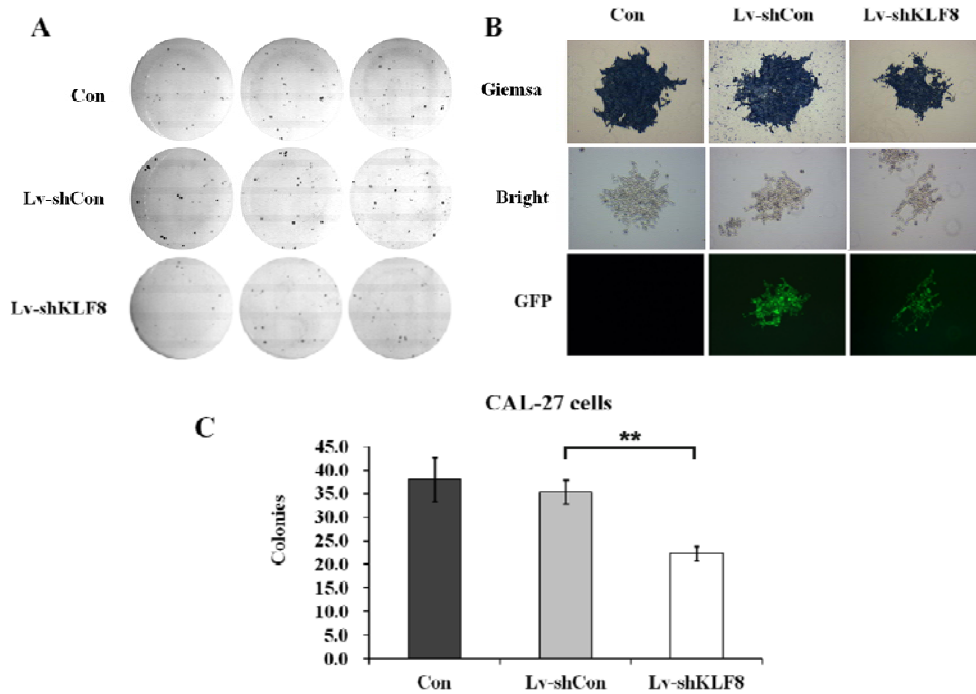 A
Con
Lv-shCon
Lv-shKLF8
B
Con Lv-shCon Lv-shKLF8
Giemsa
Bright
GFP
C
CAL-27 cells
**
Colonies
45.0
40.0
35.0
30.0
25.0
20.0
15.0
10.0
5.0
0.0
Con Lv-shCon Lv-shKLF8